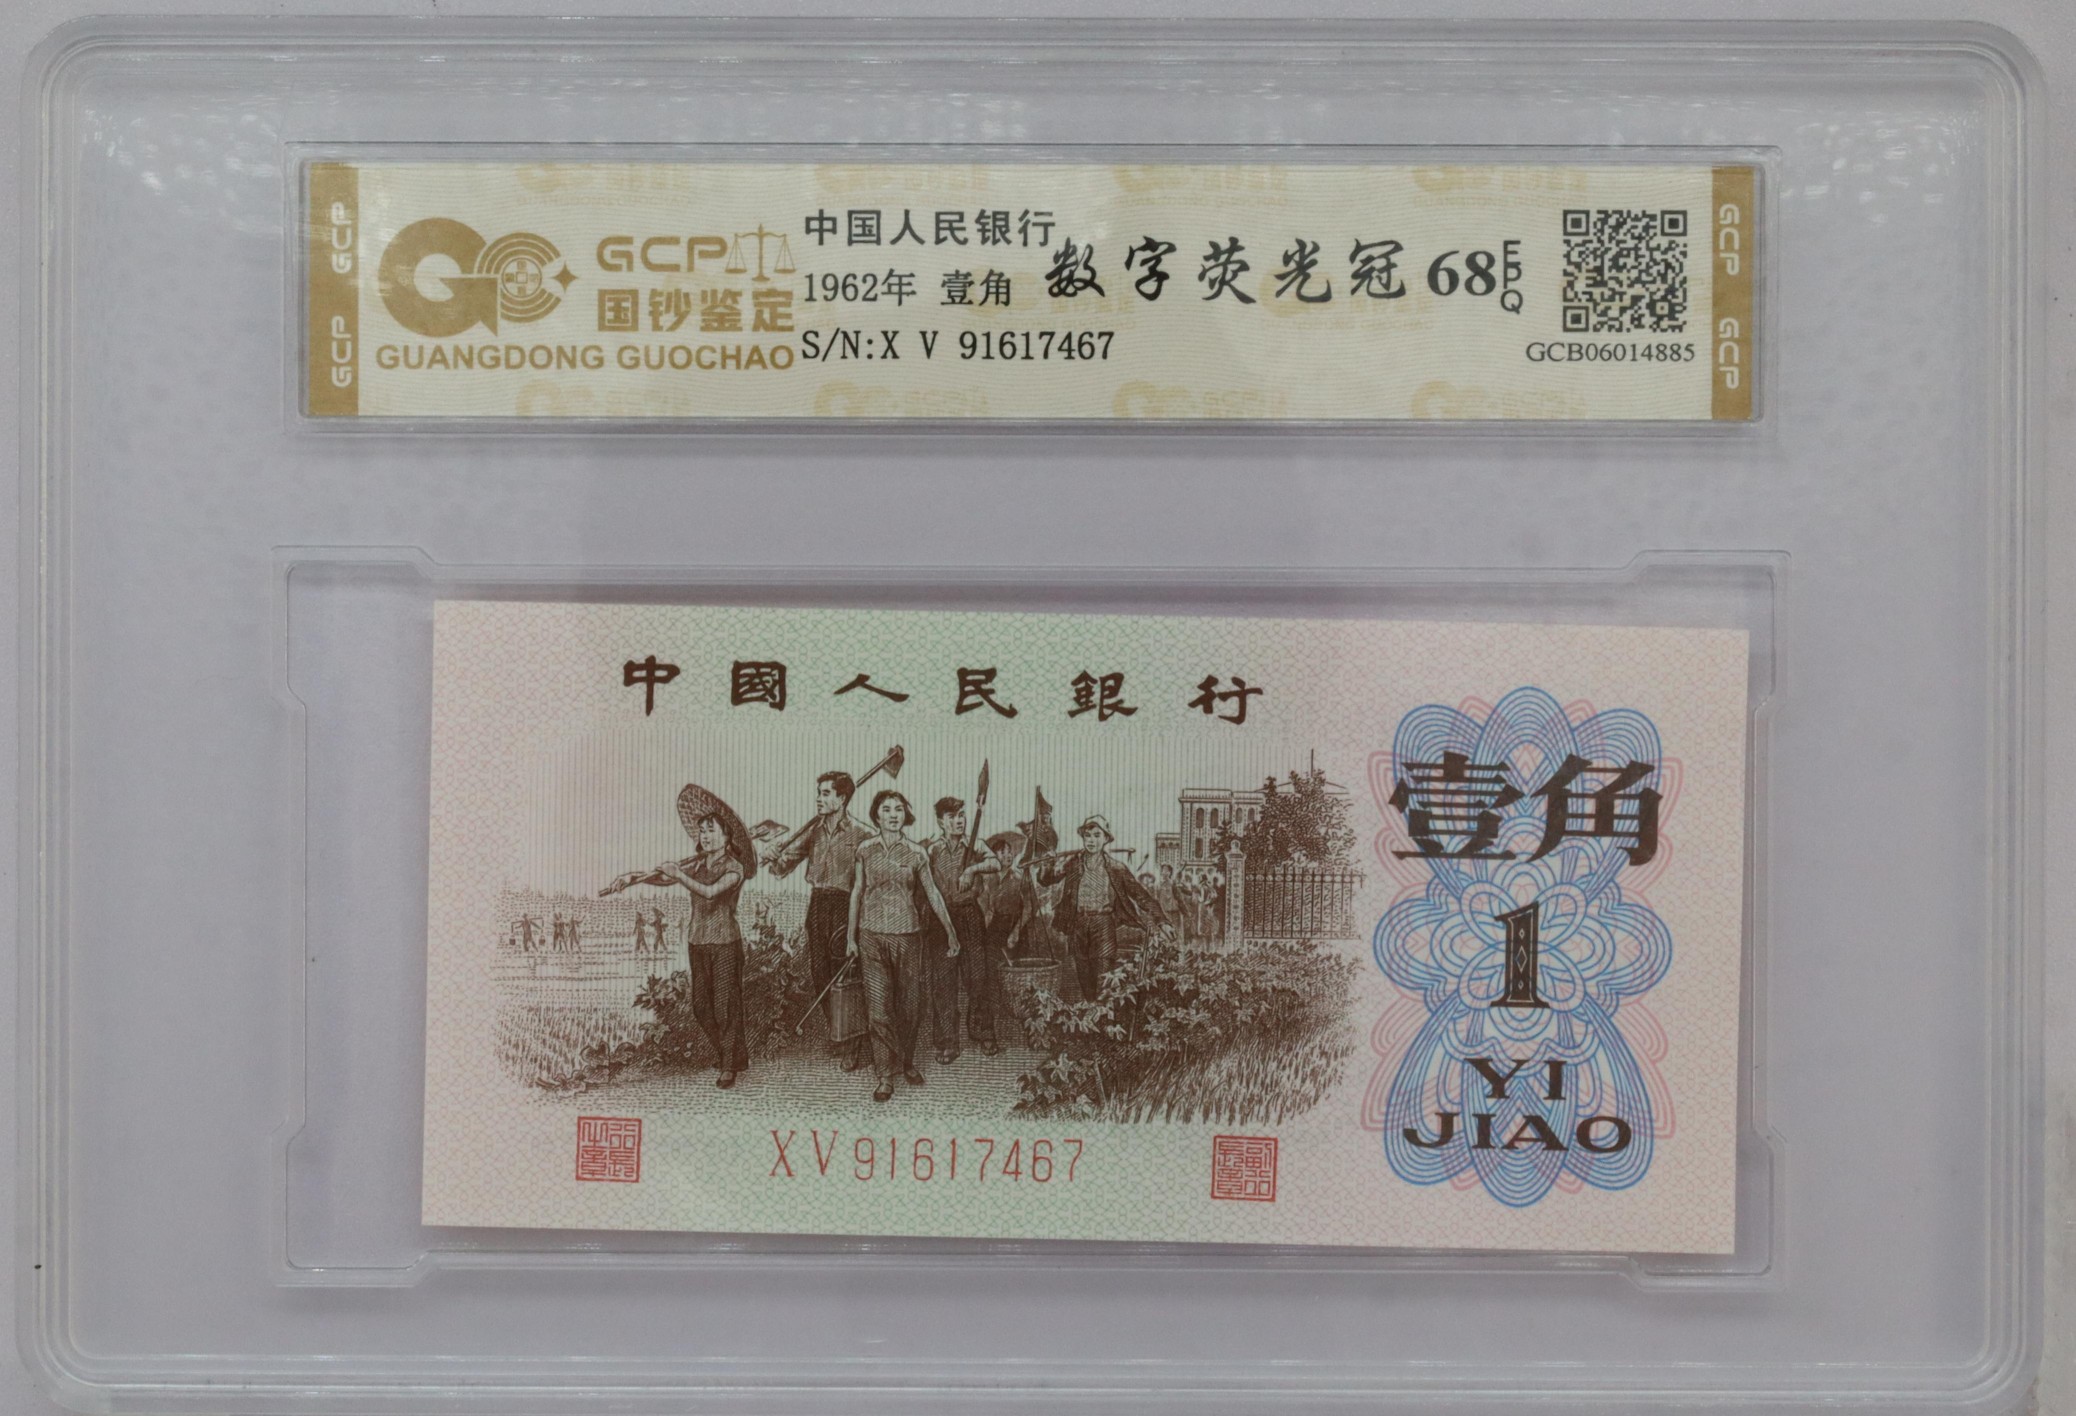 GCP
GCP
GCP
国钞鉴定
GUANGDONG GUOCHAO
中国人民银行
1962年 壹角
数字荧光冠 68 EPQ
S/N:X V 91617467
GCB06014885
GCP
GCP
中國人民銀行
壹角
1
YI
JIAO
XV91617467